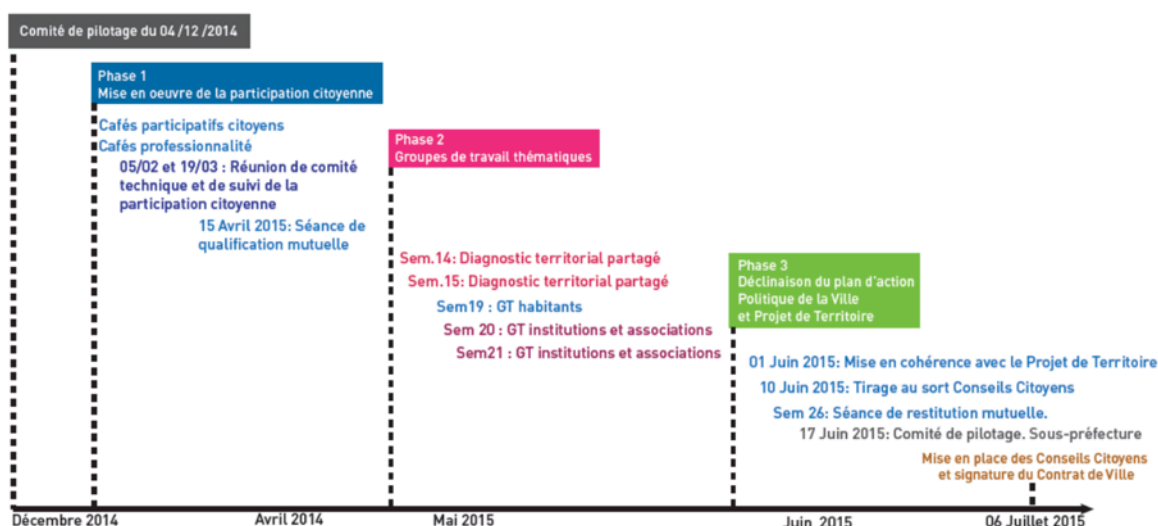 Comité de pilotage du 04 /12 /2014
Phase 1
Mise en oeuvre de la participation citoyenne
Cafés participatifs citoyens
Cafés professionnalité
05/02 et 19/03 : Réunion de comité
technique et de suivi de la
participation citoyenne
15 Avril 2015: Séance de
qualification mutuelle
Phase 2
Groupes de travail thématiques
Sem.14: Diagnostic territorial partagé
Sem.15: Diagnostic territorial partagé
Sem19 : GT habitants
Sem 20 : GT institutions et associations
Sem21 : GT institutions et associations
Phase 3
Déclinaison du plan d'action
Politique de la Ville
et Projet de Territoire
01 Juin 2015: Mise en cohérence avec le Projet de Territoire
10 Juin 2015: Tirage au sort Conseils Citoyens
Sem 26: Séance de restitution mutuelle.
17 Juin 2015: Comité de pilotage. Sous-préfecture
Mise en place des Conseils Citoyens
et signature du Contrat de Ville
Décembre 2014
Avril 2014
Mai 2015
Juin 2015
06 Juillet 2015